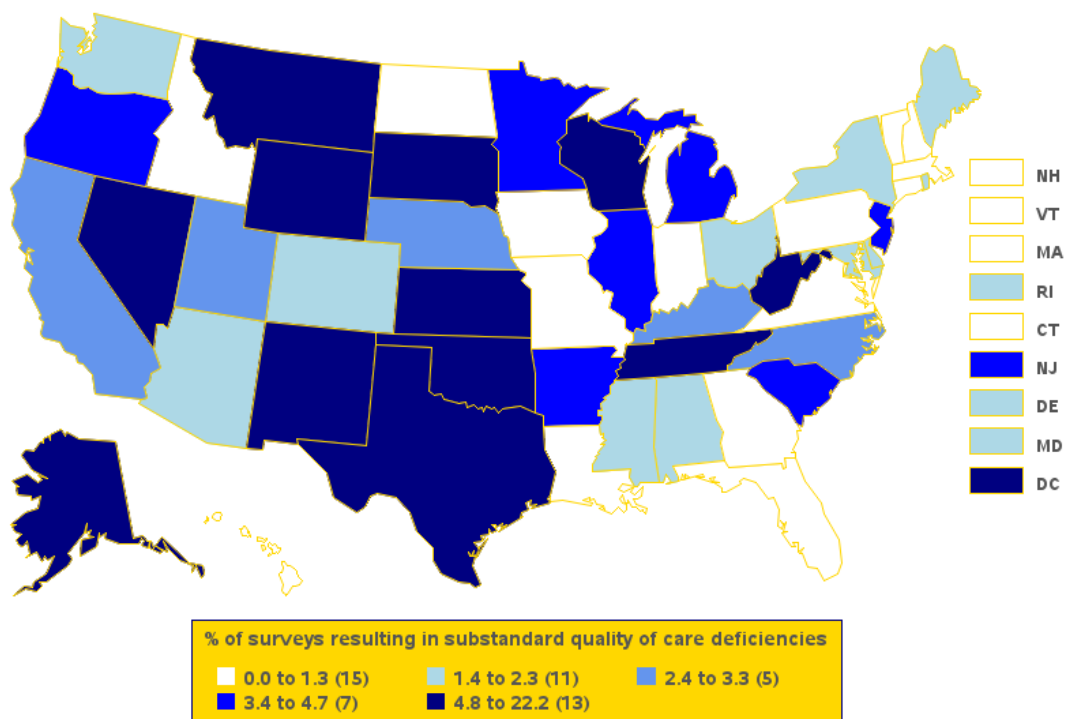 NH
VT
MA
RI
CT
NJ
DE
MD
DC
% of surveys resulting in substandard quality of care deficiencies
0.0 to 1.3 (15) 1.4 to 2.3 (11) 2.4 to 3.3 (5)
3.4 to 4.7 (7) 4.8 to 22.2 (13)